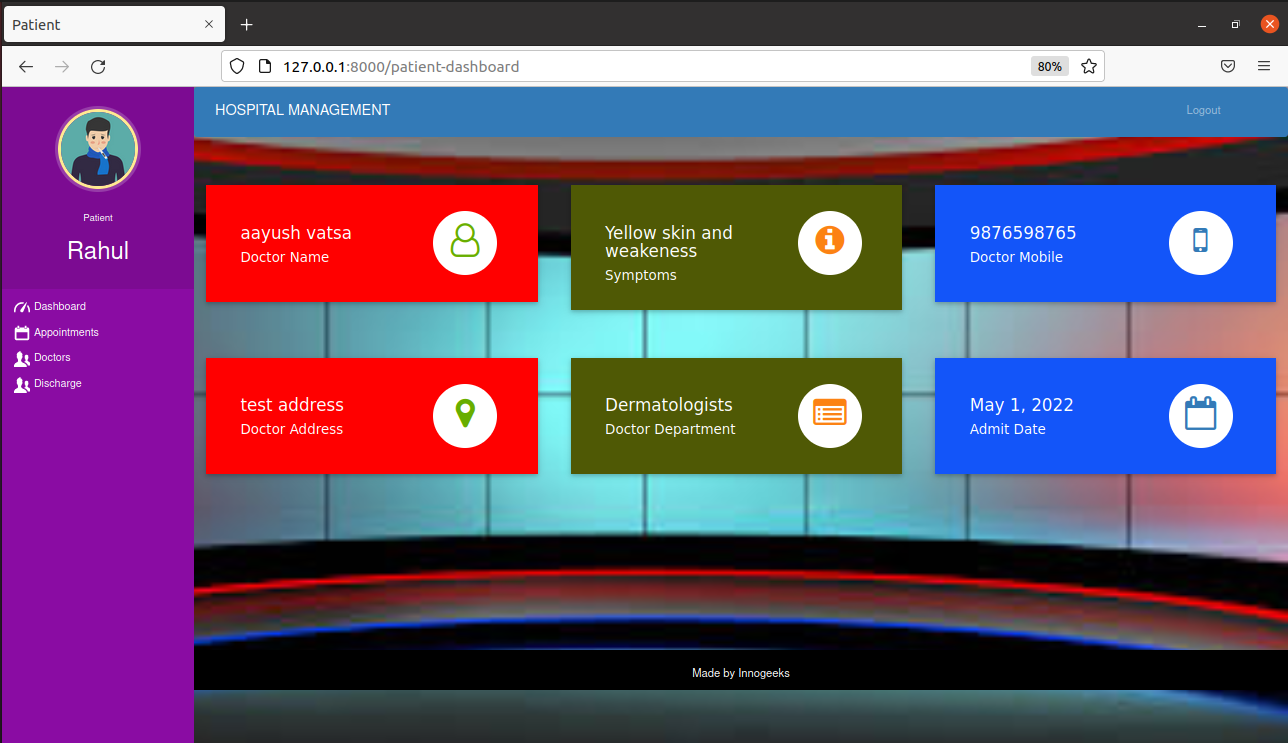 Patient
127.0.0.1:8000/patient-dashboard
80%
HOSPITAL MANAGEMENT
Logout
Patient
Rahul
Dashboard
Appointments
Doctors
Discharge
aayush vatsa
Doctor Name
Yellow skin and
weakeness
Symptoms
9876598765
Doctor Mobile
test address
Doctor Address
Dermatologists
Doctor Department
May 1, 2022
Admit Date
Made by Innogeeks